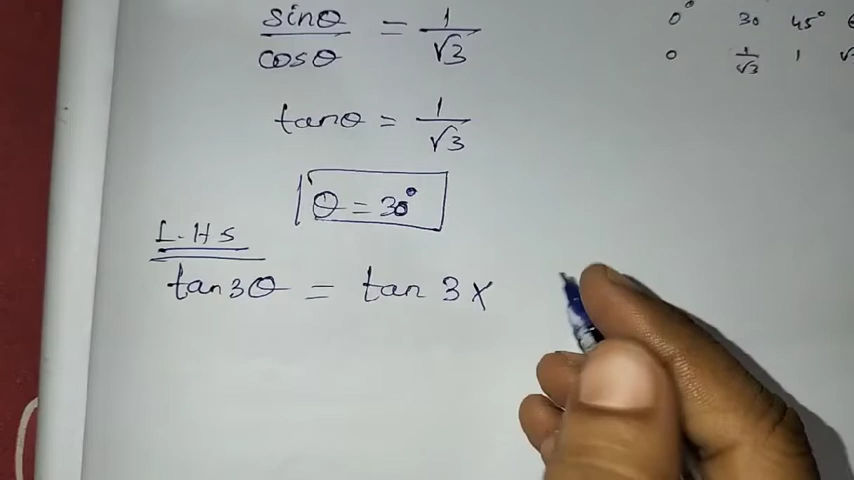 sinθ / cosθ = 1/√3
0° 30 45°
0 1/√3 1
tanθ = 1/√3
θ = 30°
L.H.S
tan3θ = tan 3 x